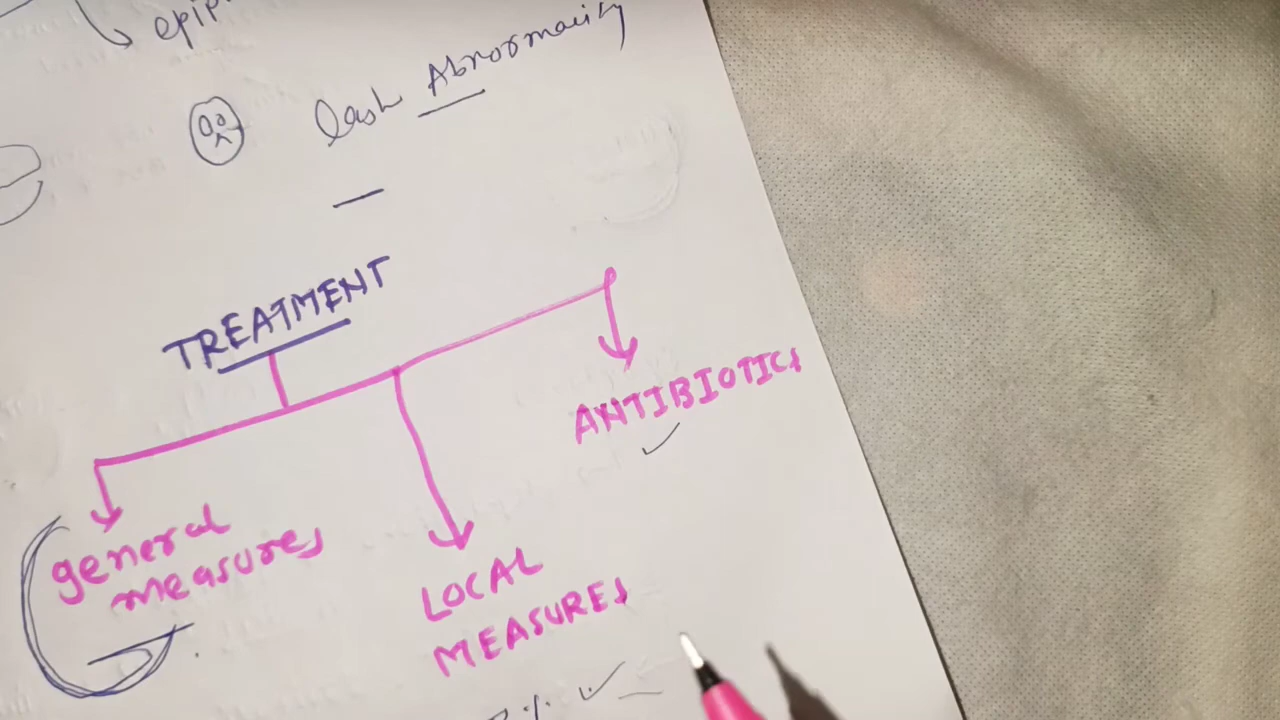 lash Abnormality
TREATMENT
ANTIBIOTICS
general
measures
LOCAL
MEASURES